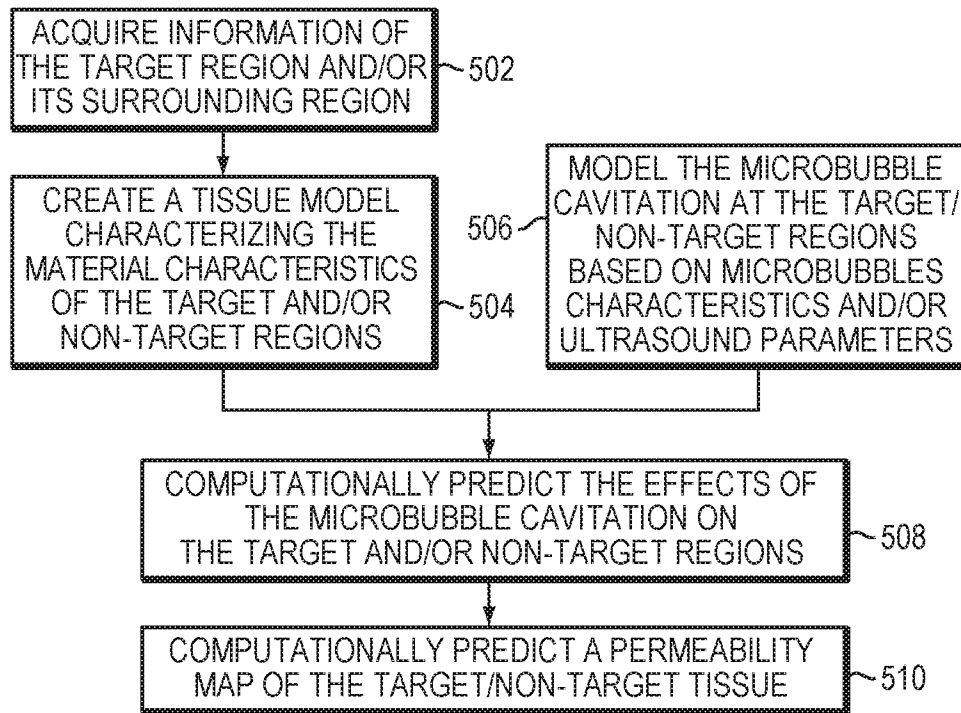 ACQUIRE INFORMATION OF
THE TARGET REGION AND/OR
ITS SURROUNDING REGION
502
CREATE A TISSUE MODEL
CHARACTERIZING THE
MATERIAL CHARACTERISTICS
OF THE TARGET AND/OR
NON-TARGET REGIONS
504
506
MODEL THE MICROBUBBLE
CAVITATION AT THE TARGET/
NON-TARGET REGIONS
BASED ON MICROBUBBLES
CHARACTERISTICS AND/OR
ULTRASOUND PARAMETERS
COMPUTATIONALLY PREDICT THE EFFECTS OF
THE MICROBUBBLE CAVITATION ON
THE TARGET AND/OR NON-TARGET REGIONS
508
COMPUTATIONALLY PREDICT A PERMEABILITY
MAP OF THE TARGET/NON-TARGET TISSUE
510